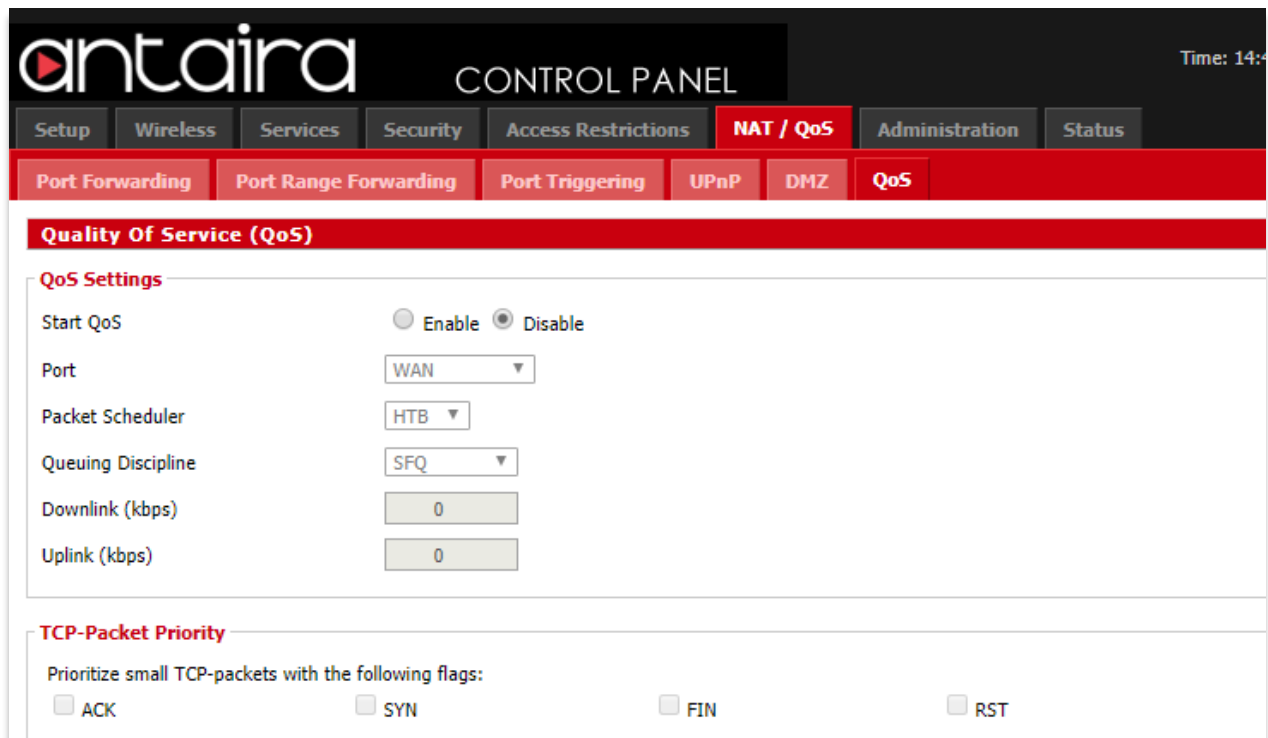 antaira CONTROL PANEL
Time: 14:4
Setup Wireless Services Security Access Restrictions NAT / QoS Administration Status
Port Forwarding Port Range Forwarding Port Triggering UPnP DMZ QoS
Quality Of Service (QoS)
QoS Settings
Start QoS Enable Disable
Port WAN
Packet Scheduler HTB
Queuing Discipline SFQ
Downlink (kbps) 0
Uplink (kbps) 0
TCP-Packet Priority
Prioritize small TCP-packets with the following flags:
ACK SYN FIN RST